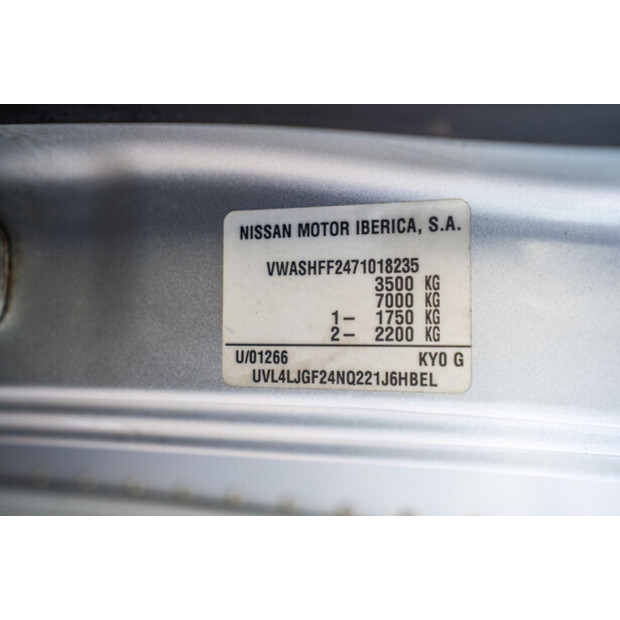 NISSAN MOTOR IBERICA, S.A.
VWASHFF2471018235
3500 KG
7000 KG
1- 1750 KG
2- 2200 KG
U/01266 KY0 G
UVL4LJGF24NQ221J6HBEL